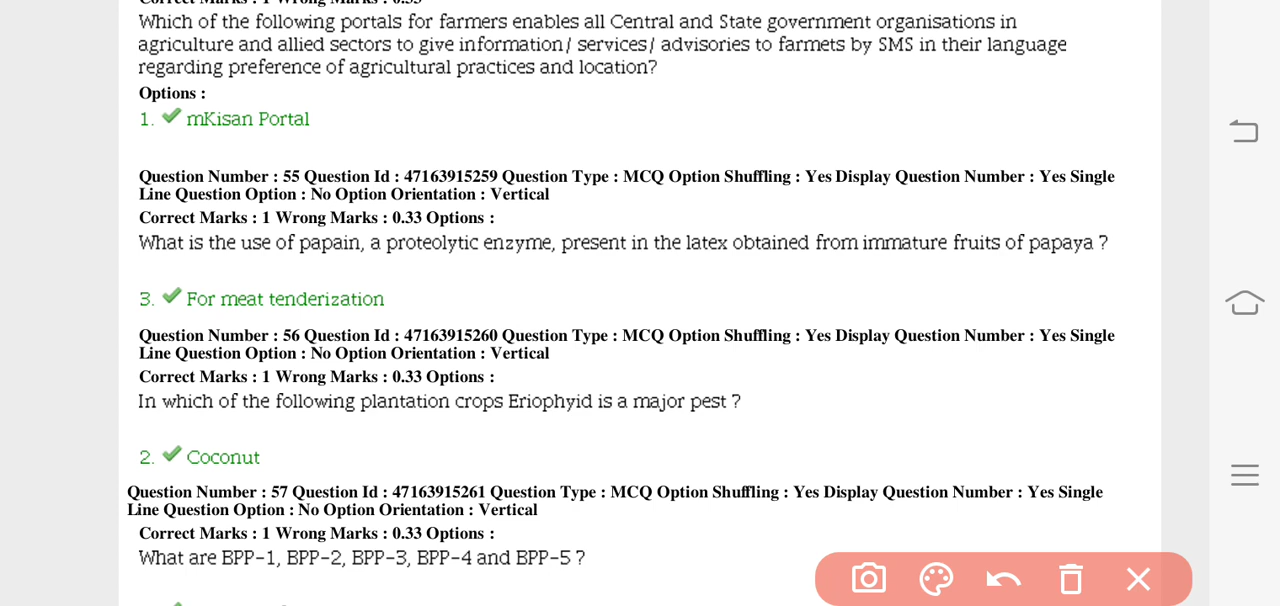 Correct Marks : 1 Wrong Marks : 0.33
Which of the following portals for farmers enables all Central and State government organisations in
agriculture and allied sectors to give information/ services/ advisories to farmets by SMS in their language
regarding preference of agricultural practices and location?
Options :
1. ✔ mKisan Portal
Question Number : 55 Question Id : 47163915259 Question Type : MCQ Option Shuffling : Yes Display Question Number : Yes Single
Line Question Option : No Option Orientation : Vertical
Correct Marks : 1 Wrong Marks : 0.33 Options :
What is the use of papain, a proteolytic enzyme, present in the latex obtained from immature fruits of papaya ?
3. ✔ For meat tenderization
Question Number : 56 Question Id : 47163915260 Question Type : MCQ Option Shuffling : Yes Display Question Number : Yes Single
Line Question Option : No Option Orientation : Vertical
Correct Marks : 1 Wrong Marks : 0.33 Options :
In which of the following plantation crops Eriophyid is a major pest ?
2. ✔ Coconut
Question Number : 57 Question Id : 47163915261 Question Type : MCQ Option Shuffling : Yes Display Question Number : Yes Single
Line Question Option : No Option Orientation : Vertical
Correct Marks : 1 Wrong Marks : 0.33 Options :
What are BPP-1, BPP-2, BPP-3, BPP-4 and BPP-5 ?